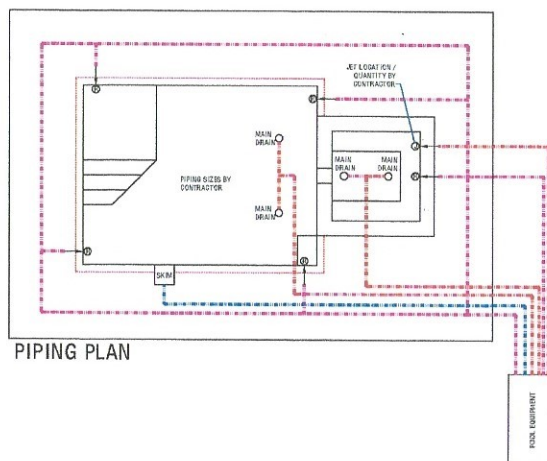 JET LOCATION /
QUANTITY BY
CONTRACTOR
R
R
J
MAIN
DRAIN
MAIN
DRAIN
MAIN
DRAIN
R
PIPING SIZES BY
CONTRACTOR
MAIN
DRAIN
R
R
SKIM
PIPING PLAN
POOL EQUIPMENT